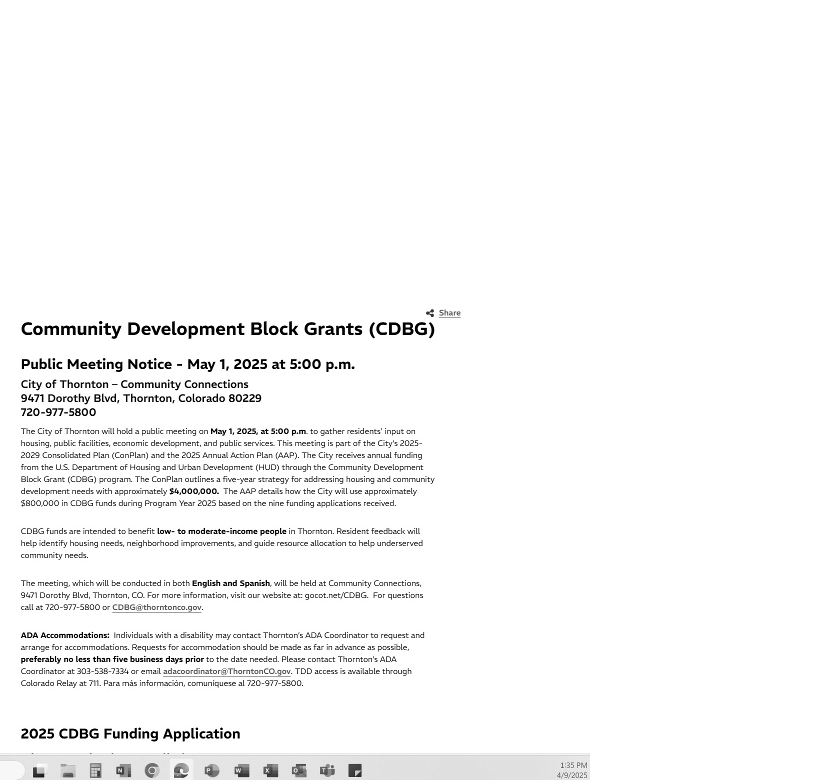 Share
Community Development Block Grants (CDBG)
Public Meeting Notice - May 1, 2025 at 5:00 p.m.
City of Thornton – Community Connections
9471 Dorothy Blvd, Thornton, Colorado 80229
720-977-5800
The City of Thornton will hold a public meeting on May 1, 2025, at 5:00 p.m. to gather residents' input on
housing, public facilities, economic development, and public services. This meeting is part of the City's 2025-
2029 Consolidated Plan (ConPlan) and the 2025 Annual Action Plan (AAP). The City receives annual funding
from the U.S. Department of Housing and Urban Development (HUD) through the Community Development
Block Grant (CDBG) program. The ConPlan outlines a five-year strategy for addressing housing and community
development needs with approximately $4,000,000. The AAP details how the City will use approximately
$800,000 in CDBG funds during Program Year 2025 based on the nine funding applications received.
CDBG funds are intended to benefit low- to moderate-income people in Thornton. Resident feedback will
help identify housing needs, neighborhood improvements, and guide resource allocation to help underserved
community needs.
The meeting, which will be conducted in both English and Spanish, will be held at Community Connections,
9471 Dorothy Blvd, Thornton, CO. For more information, visit our website at: gocot.net/CDBG. For questions
call at 720-977-5800 or CDBG@thorntonco.gov.
ADA Accommodations: Individuals with a disability may contact Thornton's ADA Coordinator to request and
arrange for accommodations. Requests for accommodation should be made as far in advance as possible,
preferably no less than five business days prior to the date needed. Please contact Thornton's ADA
Coordinator at 303-538-7334 or email adacoordinator@ThorntonCO.gov. TDD access is available through
Colorado Relay at 711. Para más información, comuníquese al 720-977-5800.
2025 CDBG Funding Application
1:35 PM
4/9/2025